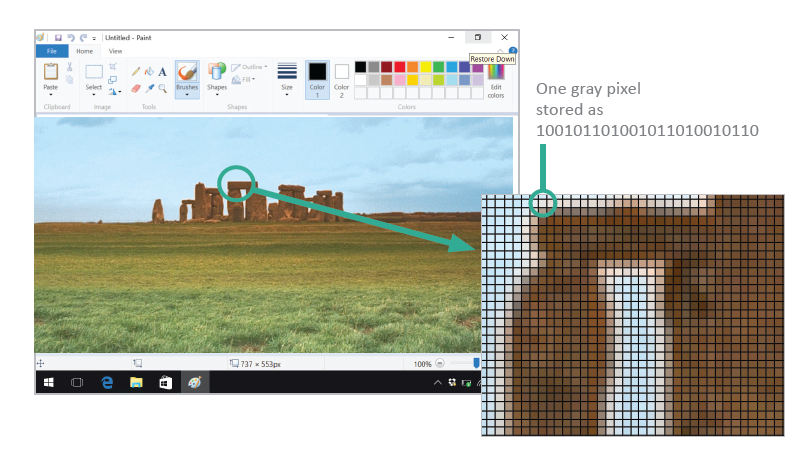 Untitled - Paint
File
Home
View
Restore Down
Paste
Select
A
Brushes
Shapes
Outline
Fill
Size
Color
1
Color
2
Edit
colors
Clipboard
Image
Tools
Shapes
Colors
One gray pixel
stored as
100101101001011010010110
737 × 553px
100%